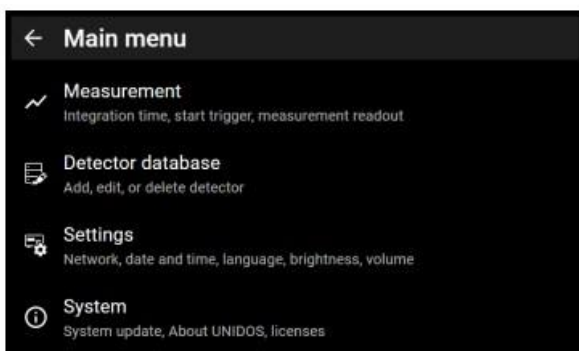 Main menu
Measurement
Integration time, start trigger, measurement readout
Detector database
Add, edit, or delete detector
Settings
Network, date and time, language, brightness, volume
System
System update, About UNIDOS, licenses